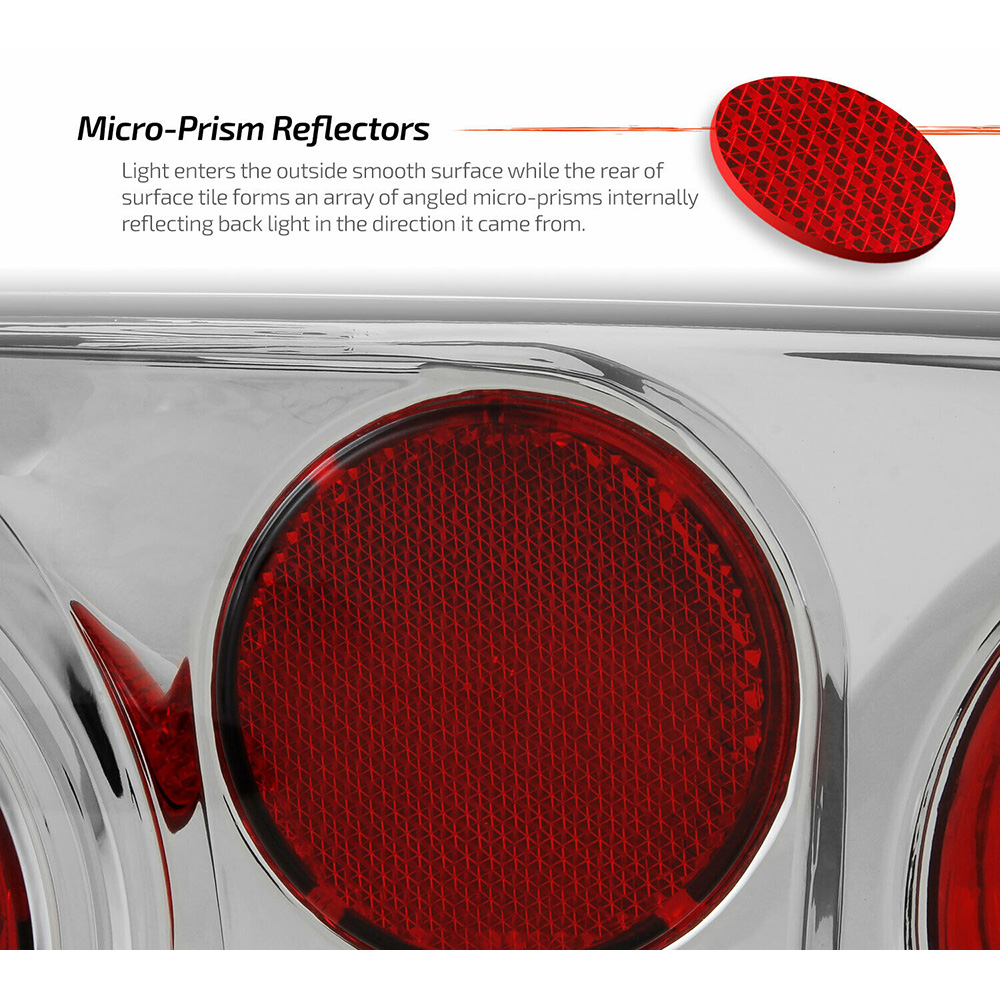 Micro-Prism Reflectors
Light enters the outside smooth surface while the rear of
surface tile forms an array of angled micro-prisms internally
reflecting back light in the direction it came from.